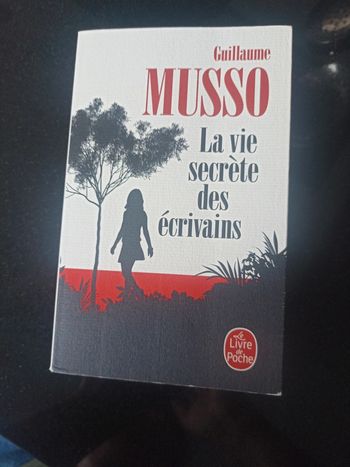 Guillaume
MUSSO
La vie
secrète
des
écrivains
Le
Livre
de
Poche